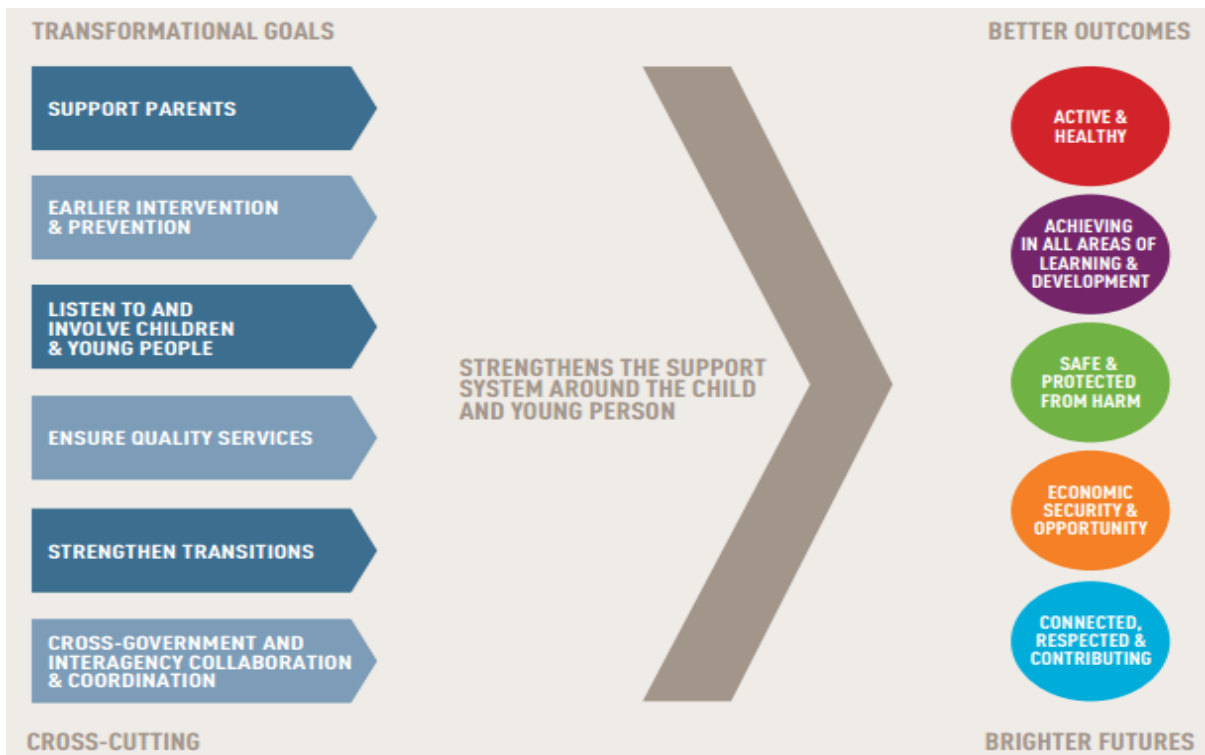 TRANSFORMATIONAL GOALS
SUPPORT PARENTS
EARLIER INTERVENTION
& PREVENTION
LISTEN TO AND
INVOLVE CHILDREN
& YOUNG PEOPLE
ENSURE QUALITY SERVICES
STRENGTHEN TRANSITIONS
CROSS-GOVERNMENT AND
INTERAGENCY COLLABORATION
& COORDINATION
CROSS-CUTTING
STRENGTHENS THE SUPPORT
SYSTEM AROUND THE CHILD
AND YOUNG PERSON
BETTER OUTCOMES
ACTIVE &
HEALTHY
ACHIEVING
IN ALL AREAS OF
LEARNING &
DEVELOPMENT
SAFE &
PROTECTED
FROM HARM
ECONOMIC
SECURITY &
OPPORTUNITY
CONNECTED,
RESPECTED &
CONTRIBUTING
BRIGHTER FUTURES